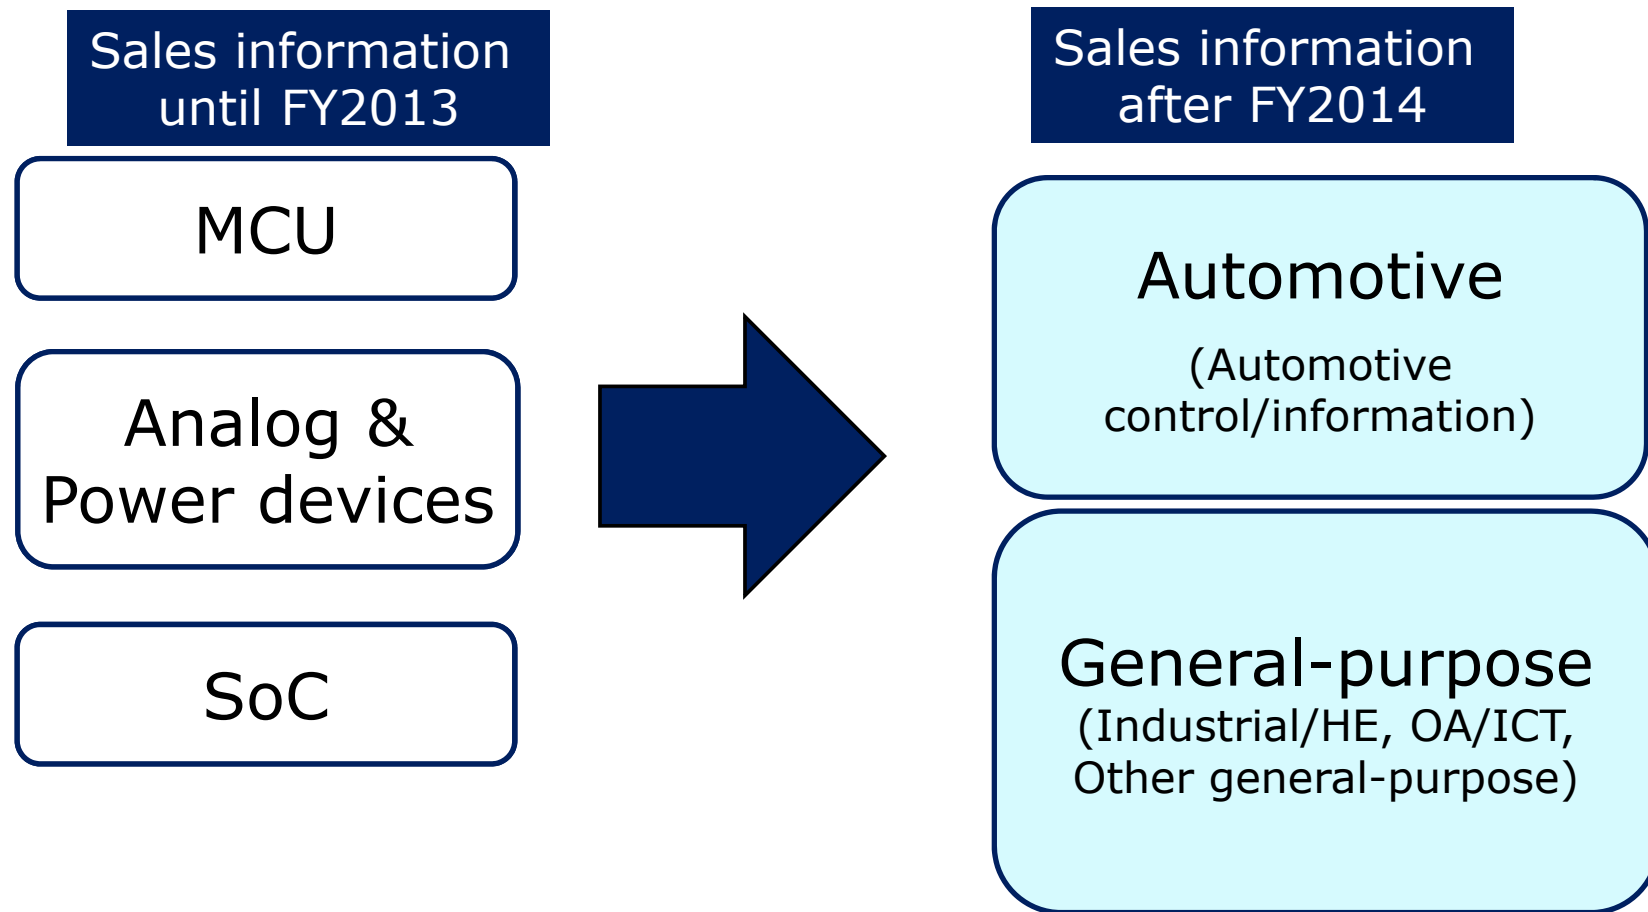 Sales information
until FY2013
MCU
Analog &
Power devices
SoC
Sales information
after FY2014
Automotive
(Automotive
control/information)
General-purpose
(Industrial/HE, OA/ICT,
Other general-purpose)